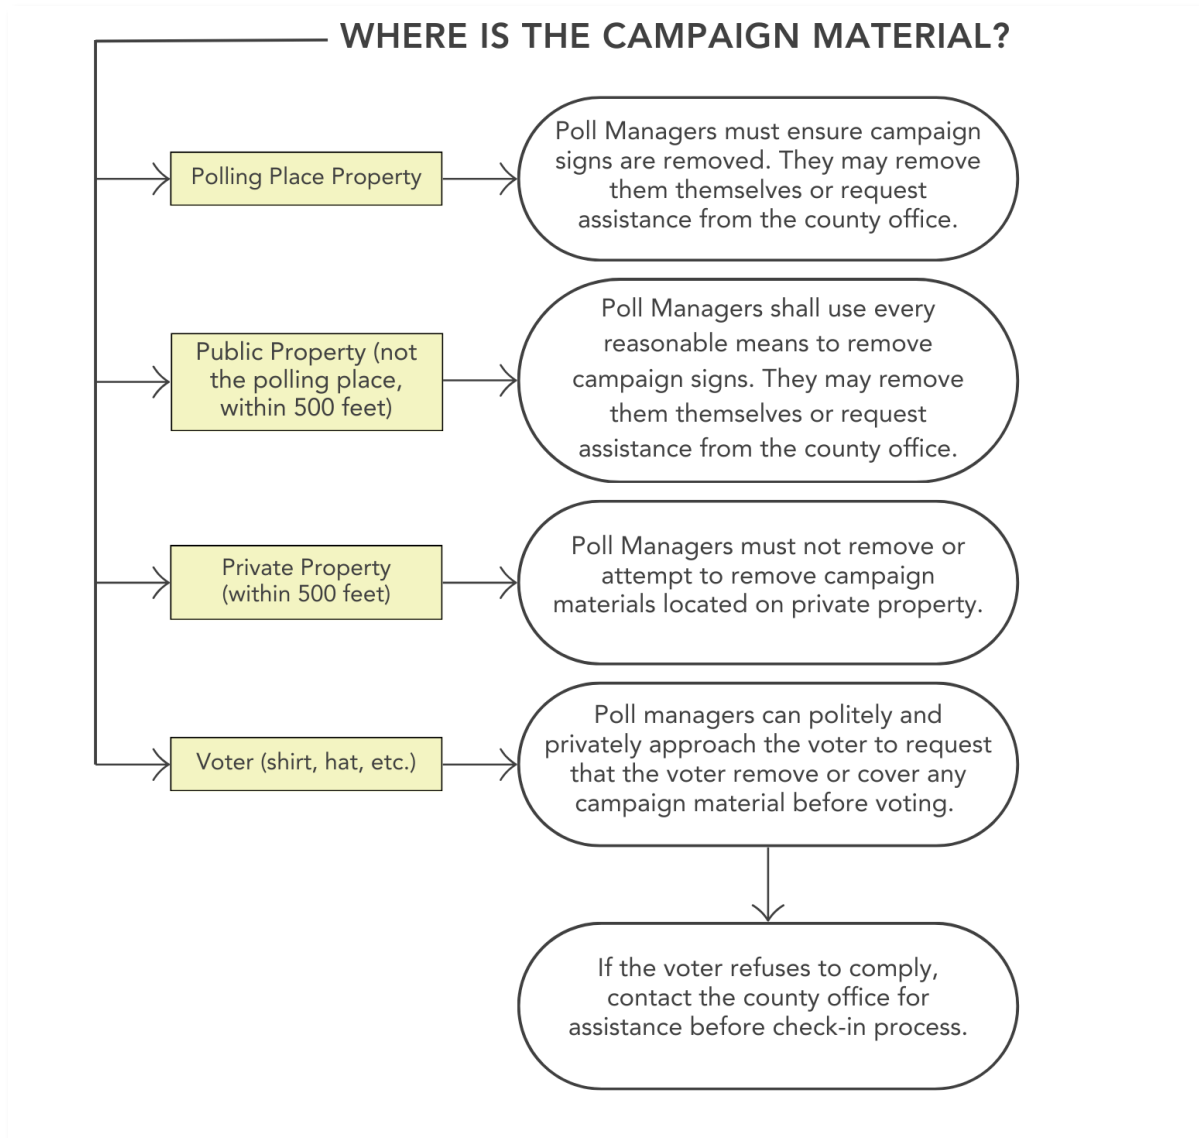 WHERE IS THE CAMPAIGN MATERIAL?
Polling Place Property
Poll Managers must ensure campaign
signs are removed. They may remove
them themselves or request
assistance from the county office.
Public Property (not
the polling place,
within 500 feet)
Poll Managers shall use every
reasonable means to remove
campaign signs. They may remove
them themselves or request
assistance from the county office.
Private Property
(within 500 feet)
Poll Managers must not remove or
attempt to remove campaign
materials located on private property.
Voter (shirt, hat, etc.)
Poll managers can politely and
privately approach the voter to request
that the voter remove or cover any
campaign material before voting.
If the voter refuses to comply,
contact the county office for
assistance before check-in process.